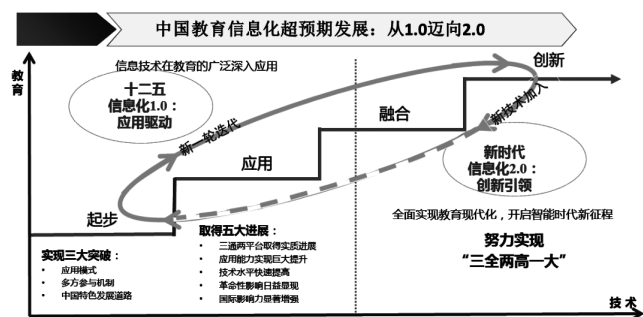 中国教育信息化超预期发展：从1.0迈向2.0
教育
信息技术在教育的广泛深入应用
创新
十二五
信息化1.0：
应用驱动
新技术加入
新一轮迭代
融合
应用
新时代
信息化2.0：
创新引领
起步
全面实现教育现代化，开启智能时代新征程
取得五大进展：
三通两平台取得实质进展
应用能力实现巨大提升
技术水平快速提高
革命性影响日益显现
国际影响力显著增强
实现三大突破：
应用模式
多方参与机制
中国特色发展道路
努力实现
“三全两高一大”
技术